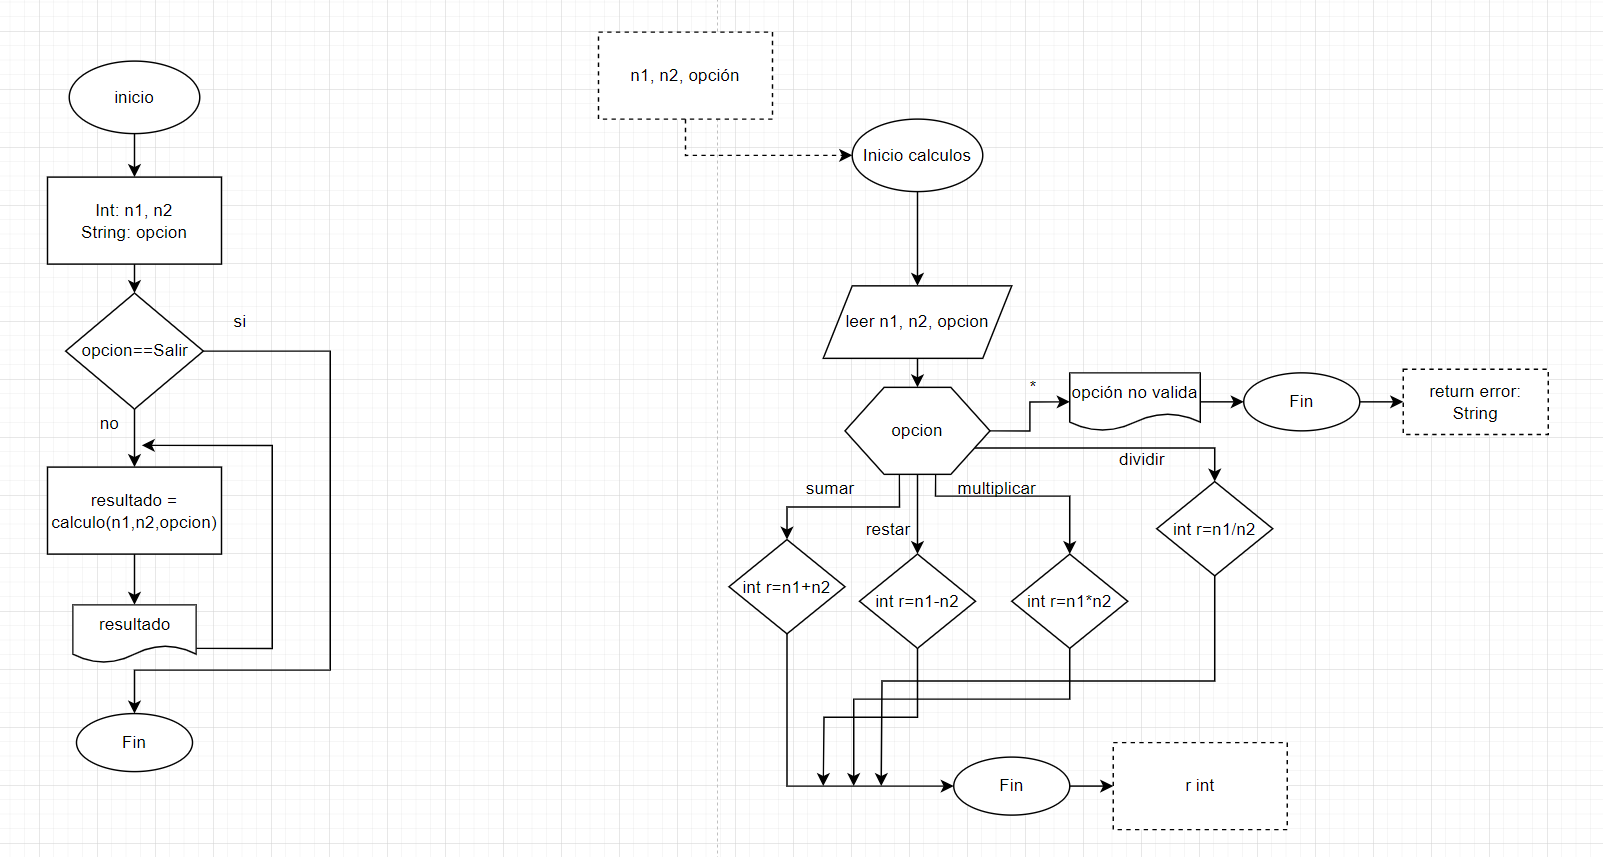 inicio
Int: n1, n2
String: opcion
opcion==Salir
si
no
resultado =
calculo(n1,n2,opcion)
resultado
Fin
n1, n2, opción
Inicio calculos
leer n1, n2, opcion
opcion
*
opción no valida
Fin
return error:
String
dividir
sumar
multiplicar
restar
int r=n1+n2
int r=n1-n2
int r=n1*n2
int r=n1/n2
Fin
r int